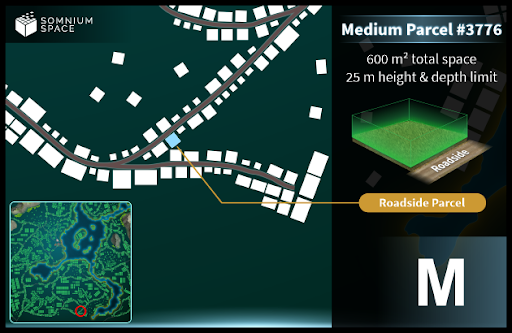 SOMNIUM
SPACE
Medium Parcel #3776
600 m² total space
25 m height & depth limit
Roadside
Roadside Parcel
M